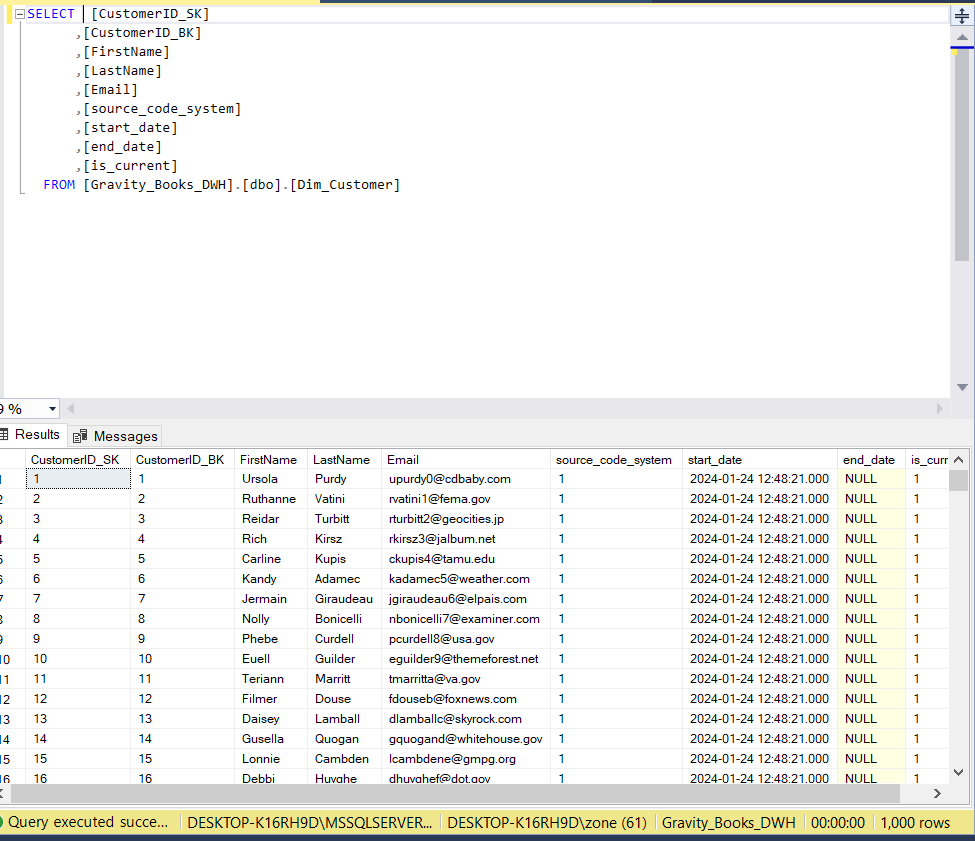 SELECT [CustomerID_SK]
,[CustomerID_BK]
,[FirstName]
,[LastName]
,[Email]
,[source_code_system]
,[start_date]
,[end_date]
,[is_current]
FROM [Gravity_Books_DWH].[dbo].[Dim_Customer]
9 %
Results Messages
CustomerID_SK CustomerID_BK FirstName LastName Email source_code_system start_date end_date is_curr
1 1 1 Ursola Purdy upurdy0@cdbaby.com 1 2024-01-24 12:48:21.000 NULL 1
2 2 2 Ruthanne Vatini rvatini1@fema.gov 1 2024-01-24 12:48:21.000 NULL 1
3 3 3 Reidar Turbitt rturbitt2@geocities.jp 1 2024-01-24 12:48:21.000 NULL 1
4 4 4 Rich Kirsz rkirsz3@jalbum.net 1 2024-01-24 12:48:21.000 NULL 1
5 5 5 Carline Kupis ckupis4@tamu.edu 1 2024-01-24 12:48:21.000 NULL 1
6 6 6 Kandy Adamec kadamec5@weather.com 1 2024-01-24 12:48:21.000 NULL 1
7 7 7 Jermain Giraudeau jgiraudeau6@elpais.com 1 2024-01-24 12:48:21.000 NULL 1
8 8 8 Nolly Bonicelli nbonicelli7@examiner.com 1 2024-01-24 12:48:21.000 NULL 1
9 9 9 Phebe Curdell pcurdell8@usa.gov 1 2024-01-24 12:48:21.000 NULL 1
10 10 10 Euell Guilder eguilder9@themeforest.net 1 2024-01-24 12:48:21.000 NULL 1
11 11 11 Teriann Marritt tmarritta@va.gov 1 2024-01-24 12:48:21.000 NULL 1
12 12 12 Filmer Douse fdouseb@foxnews.com 1 2024-01-24 12:48:21.000 NULL 1
13 13 13 Daisey Lamball dlamballc@skyrock.com 1 2024-01-24 12:48:21.000 NULL 1
14 14 14 Gusella Quogan gquogand@whitehouse.gov 1 2024-01-24 12:48:21.000 NULL 1
15 15 15 Lonnie Cambden lcambdene@gmpg.org 1 2024-01-24 12:48:21.000 NULL 1
16 16 16 Debbi Huyghe dhuyghef@dot.gov 1 2024-01-24 12:48:21.000 NULL 1
Query executed succe... DESKTOP-K16RH9D\MSSQLSERVER... DESKTOP-K16RH9D\zone (61) Gravity_Books_DWH 00:00:00 1,000 rows